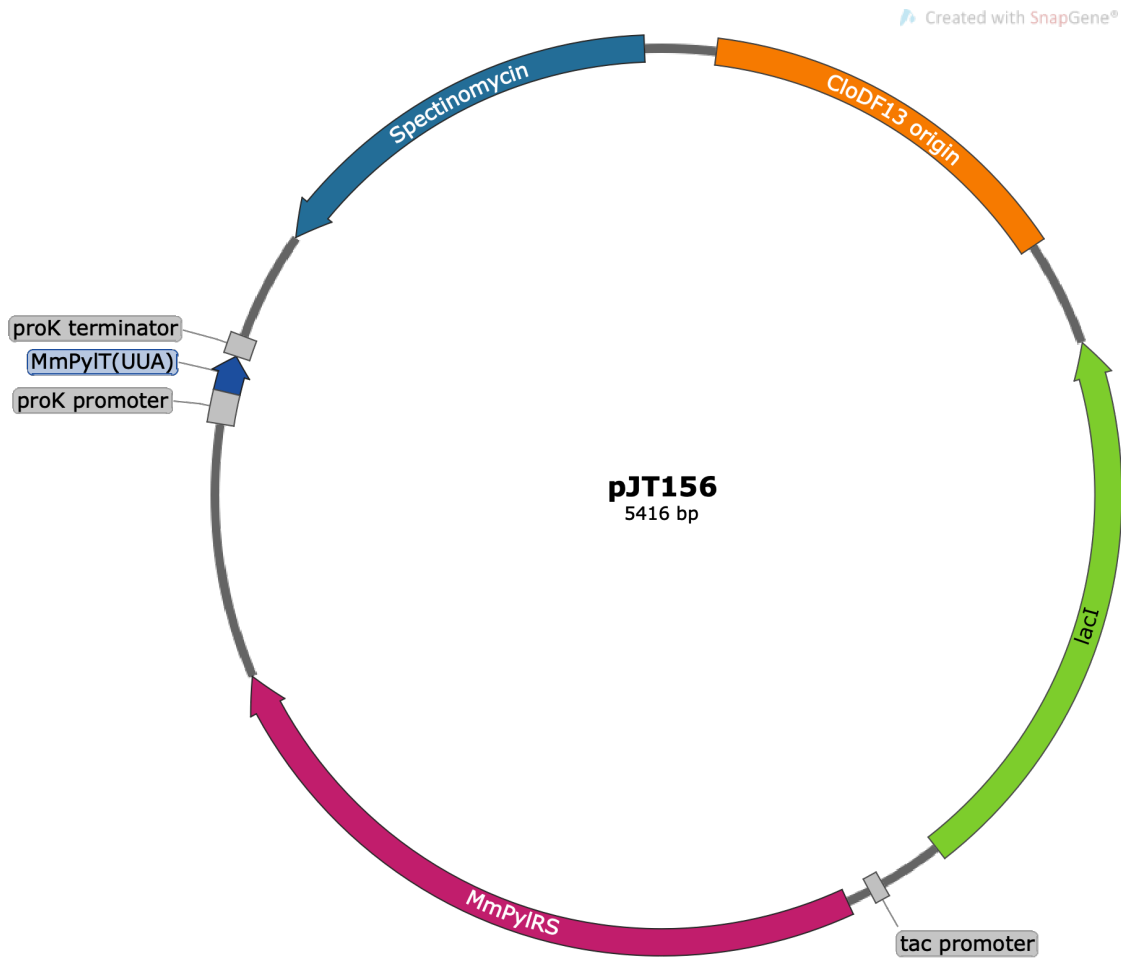 Created with SnapGene®
Spectinomycin
CloDF13 origin
proK terminator
MmPylT(UUA)
proK promoter
pJT156
5416 bp
lacI
MmPylRS
tac promoter